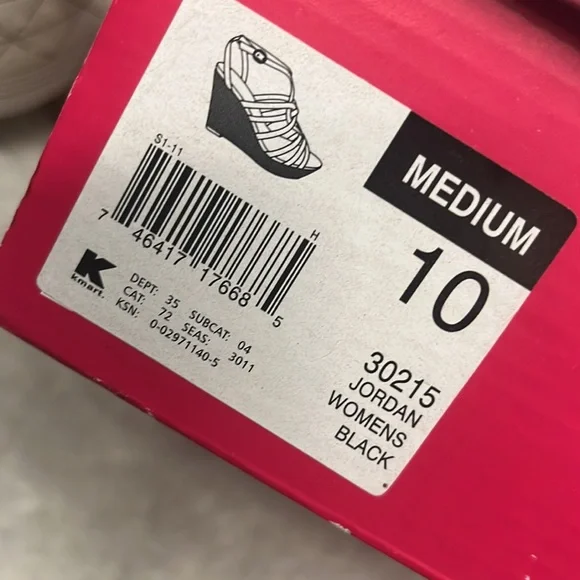 MEDIUM
10
S1-11
H
7 46417 17668 5
K
kmart.
DEPT: 35 SUBCAT: 04
CAT: 72 SEAS: 3011
KSN: 0-02971140-5
30215
JORDAN
WOMENS
BLACK